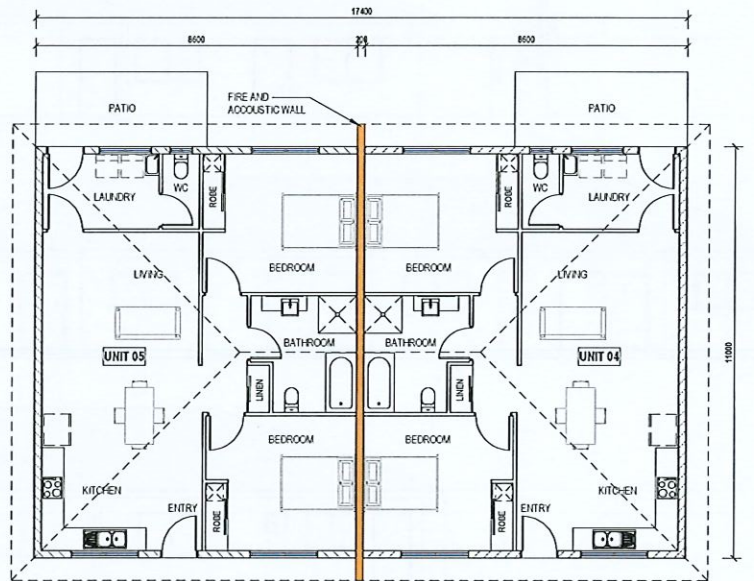 17400
8600 200 8600
FIRE AND
ACCOUSTIC WALL
PATIO PATIO
LAUNDRY WC ROBE ROBE WC LAUNDRY
LIVING BEDROOM BEDROOM LIVING
BATHROOM BATHROOM
UNIT 05 UNIT 04
11000
LINEN LINEN
BEDROOM BEDROOM
KITCHEN ENTRY ROBE ROBE ENTRY KITCHEN